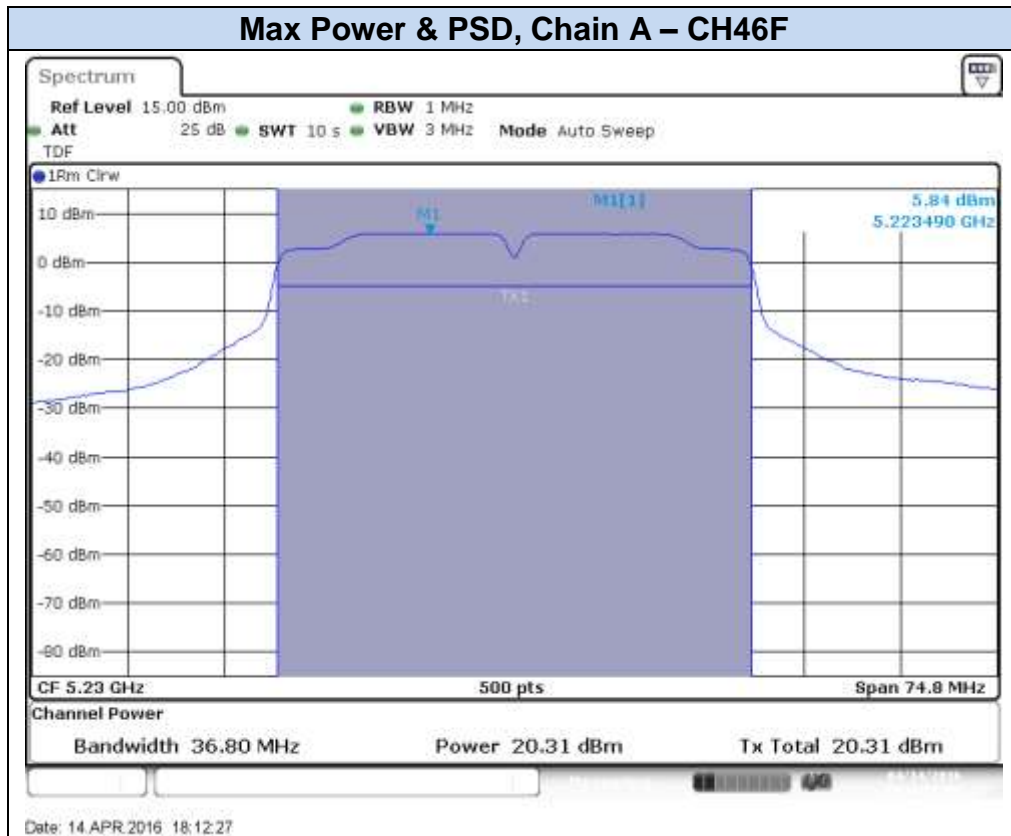 Max Power & PSD, Chain A – CH46F
Spectrum
Ref Level 15.00 dBm RBW 1 MHz
Att 25 dB SWT 10 s VBW 3 MHz Mode Auto Sweep
TDF
1Rm Clrw
M1[1] 5.84 dBm
5.223490 GHz
M1
10 dBm
0 dBm
Tx1
-10 dBm
-20 dBm
-30 dBm
-40 dBm
-50 dBm
-60 dBm
-70 dBm
-80 dBm
CF 5.23 GHz 500 pts Span 74.8 MHz
Channel Power
Bandwidth 36.80 MHz Power 20.31 dBm Tx Total 20.31 dBm
Date: 14.APR.2016 18:12:27